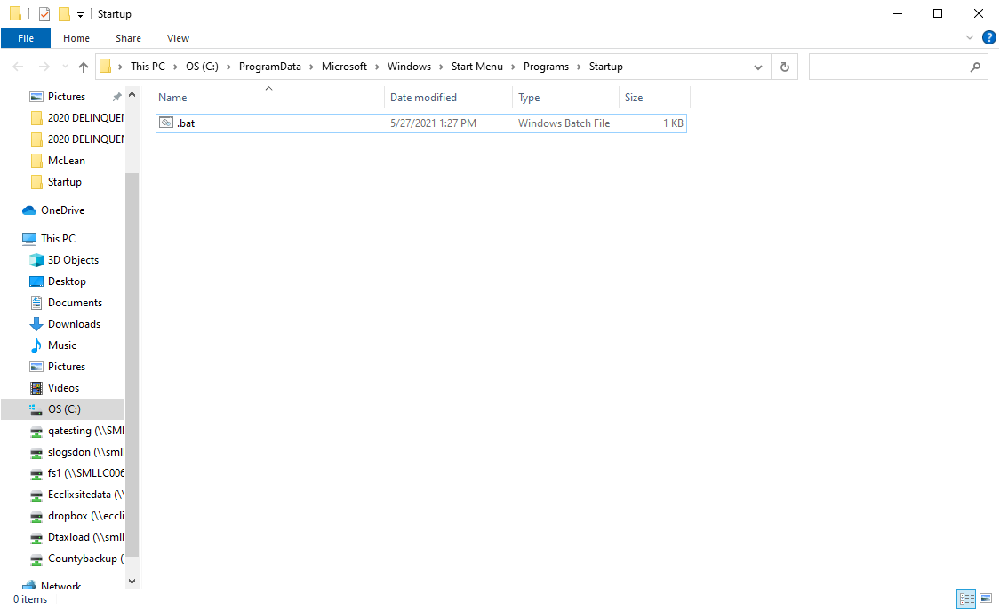 Startup
File Home Share View
This PC OS (C:) ProgramData Microsoft Windows Start Menu Programs Startup
Name Date modified Type Size
.bat 5/27/2021 1:27 PM Windows Batch File 1 KB
Pictures
2020 DELINQUEN
2020 DELINQUEN
McLean
Startup
OneDrive
This PC
3D Objects
Desktop
Documents
Downloads
Music
Pictures
Videos
OS (C:)
qatesting (\\SML
slogsdon (\\smll
fs1 (\\SMLLC006
Ecclixsitedata (\\
dropbox (\\eccli
Dtaxload (\\smll
Countybackup (
Network
0 items